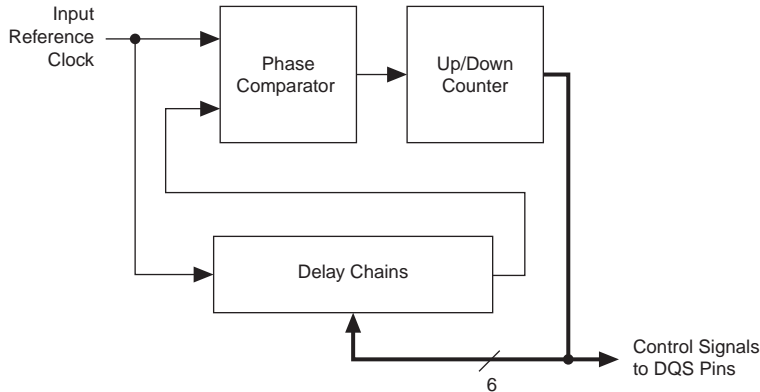 Input
Reference
Clock
Phase
Comparator
Up/Down
Counter
Delay Chains
6
Control Signals
to DQS Pins